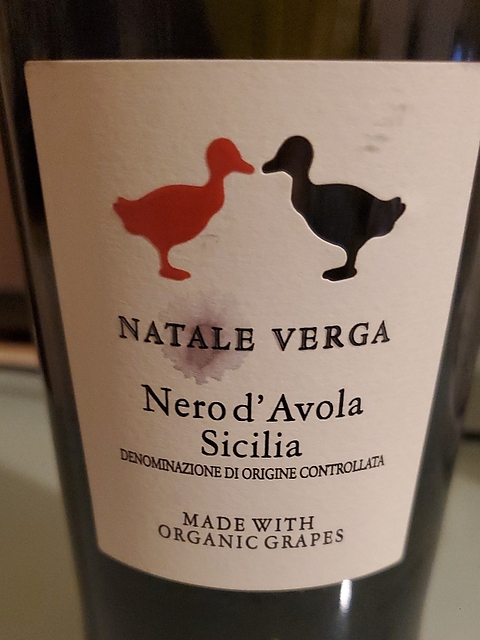 NATALE VERGA
Nero d'Avola
Sicilia
DENOMINAZIONE DI ORIGINE CONTROLLATA
MADE WITH
ORGANIC GRAPES